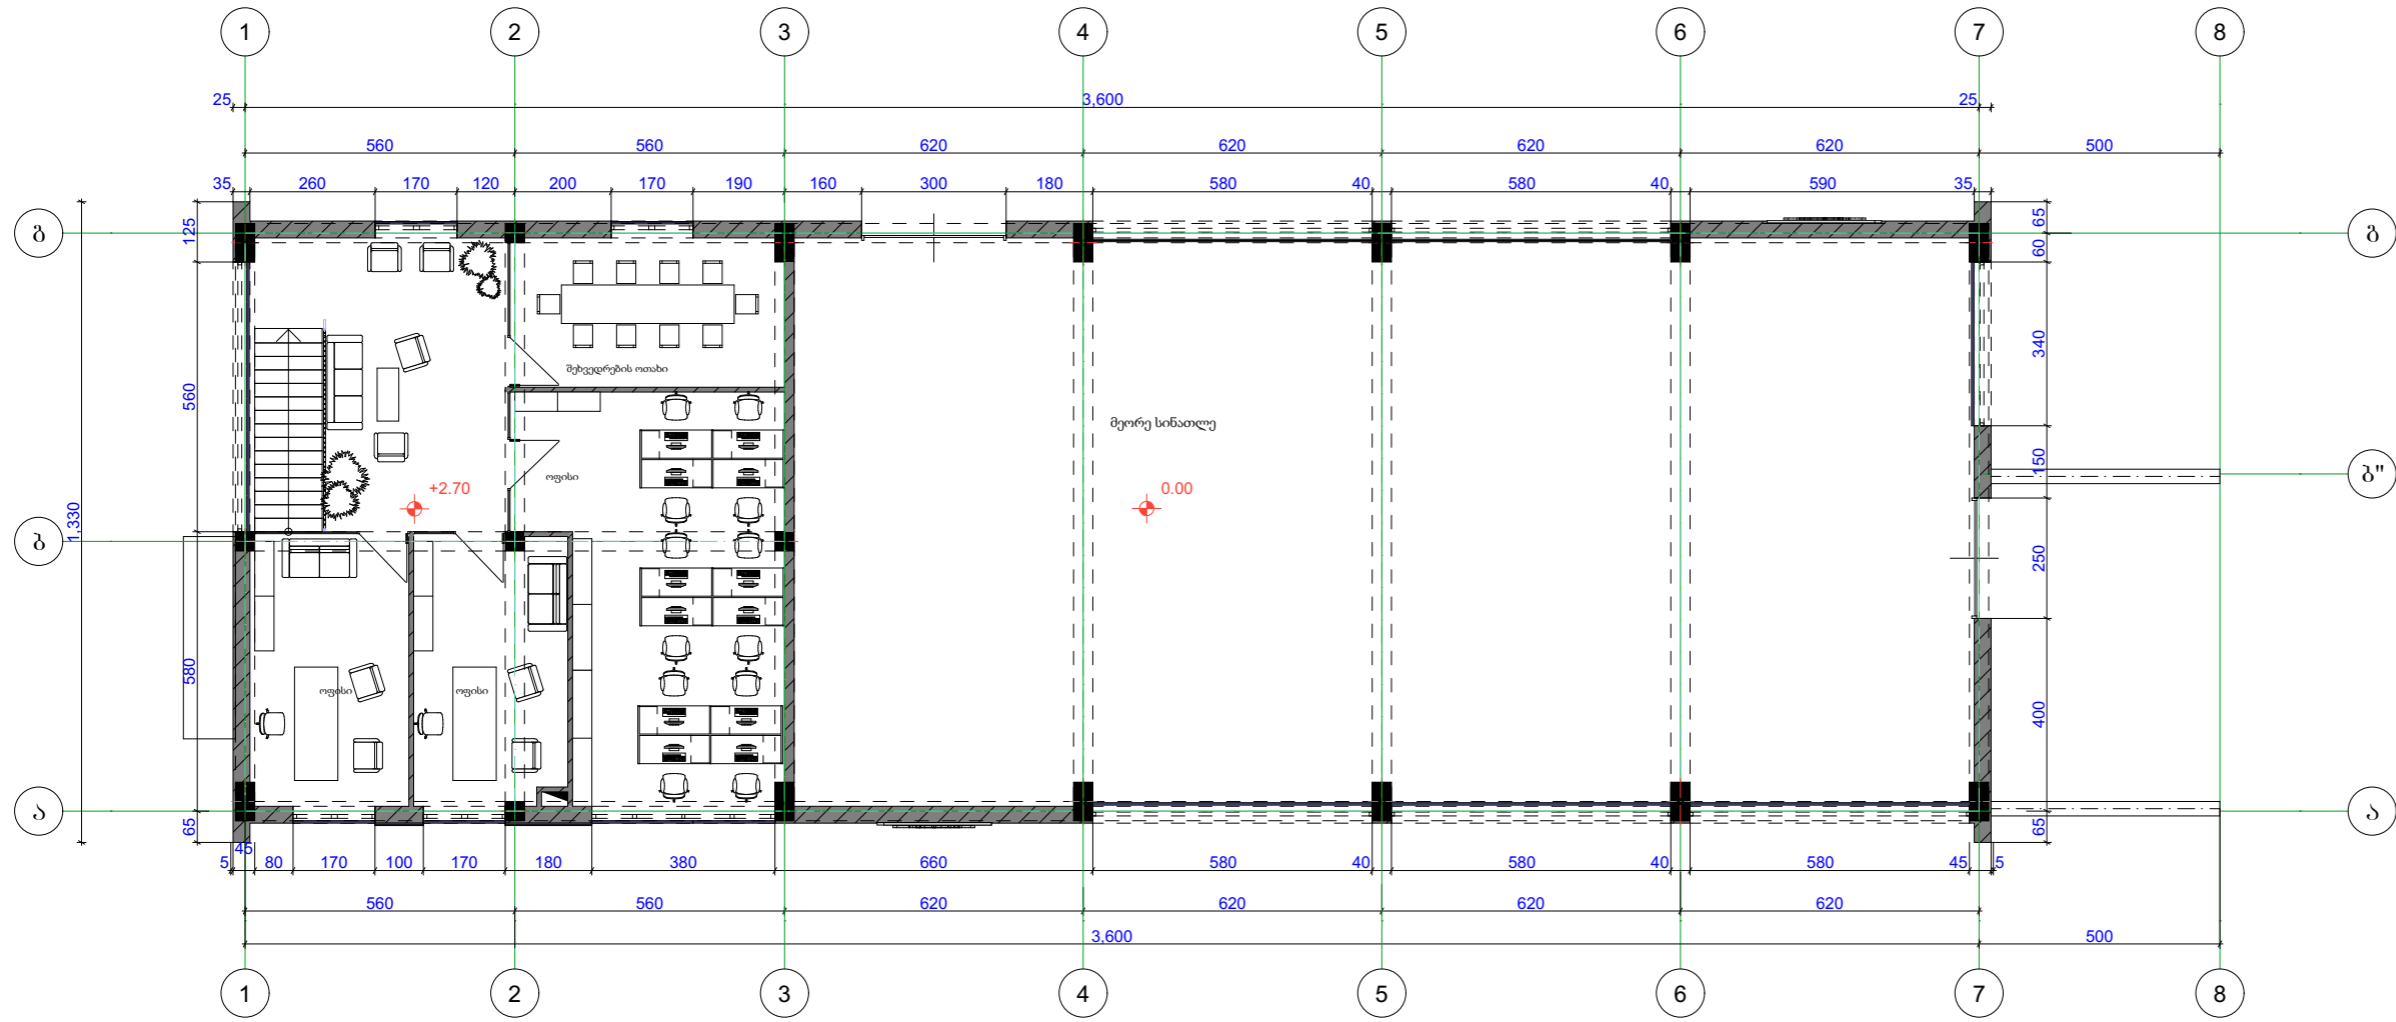 1 2 3 4 5 6 7 8
25 3,600 25
560 560 620 620 620 620 500
35 260 170 120 200 170 190 160 300 180 580 40 580 40 590 35
გ 125 65 გ
60
340
შეხვედრების ოთახი
560
მეორე სინათლე
ოფისი
150 ბ"
+2.70 0.00
1,330
ბ
250
580
ოფისი ოფისი
400
ა 65 65 ა
5 45 80 170 100 170 180 380 660 580 40 580 40 580 45 5
560 560 620 620 620 620
3,600 500
1 2 3 4 5 6 7 8